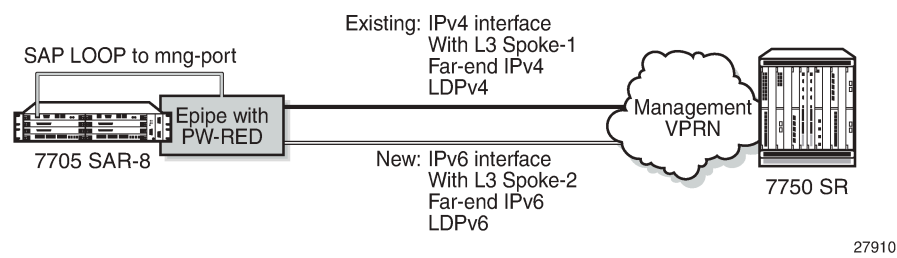 Existing: IPv4 interface
With L3 Spoke-1
Far-end IPv4
LDPv4
SAP LOOP to mng-port
Epipe with
PW-RED
Management
VPRN
7705 SAR-8
New: IPv6 interface
With L3 Spoke-2
Far-end IPv6
LDPv6
7750 SR
27910